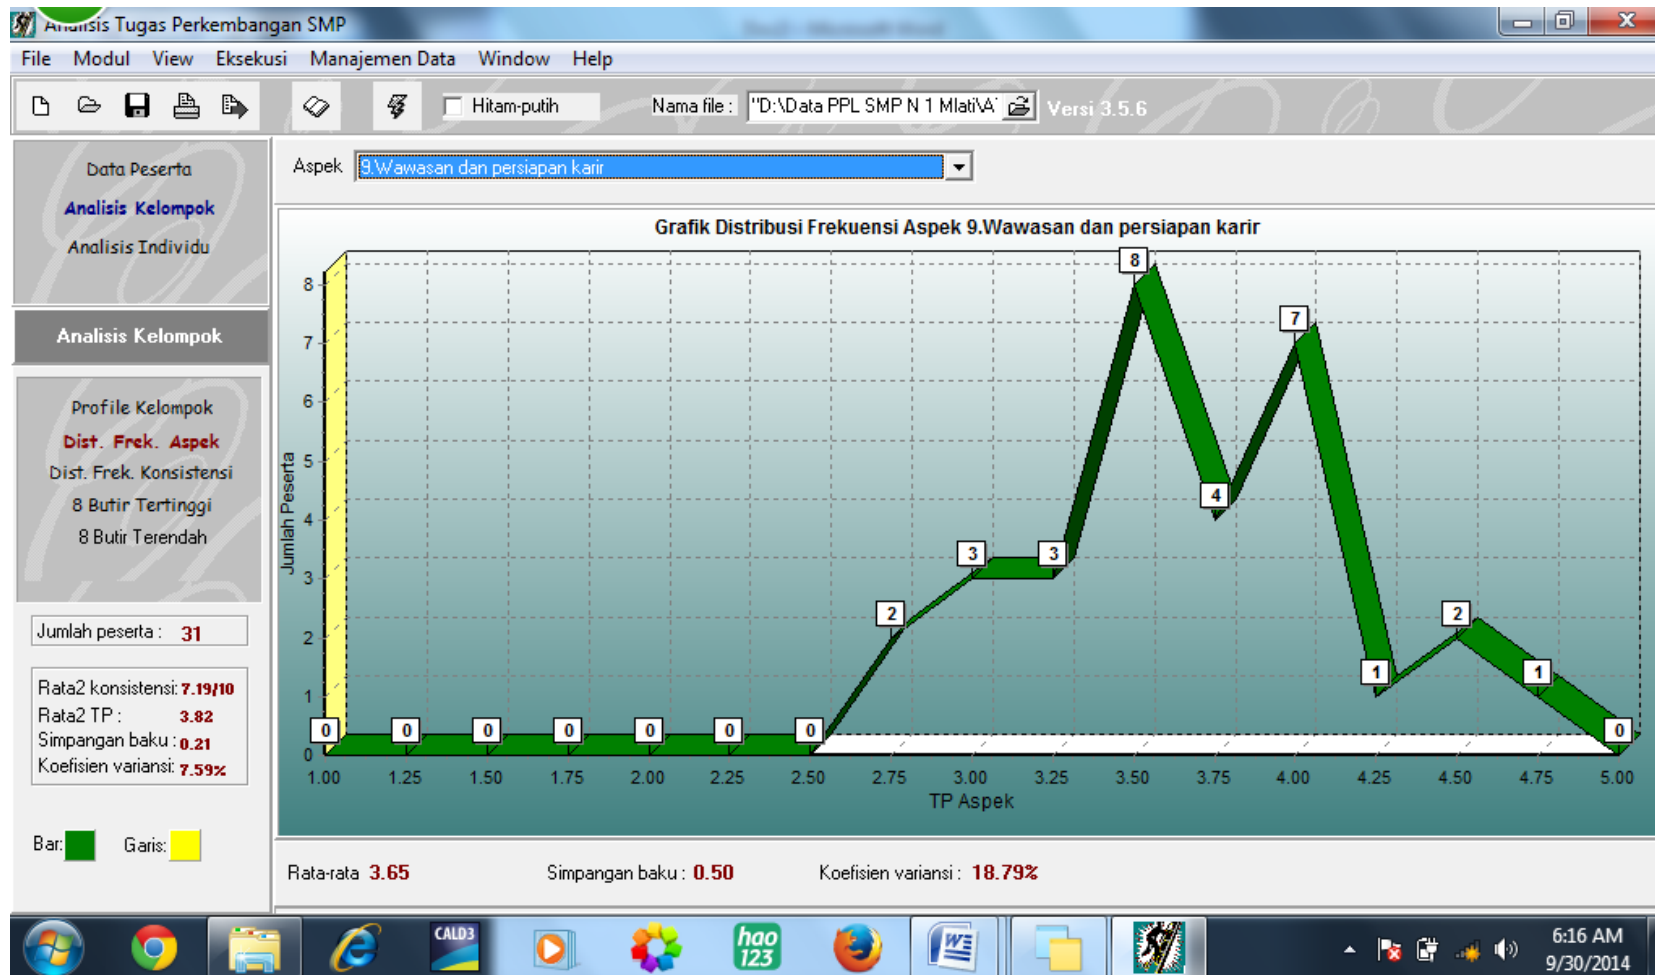 Analisis Tugas Perkembangan SMP
File Modul View Eksekusi Manajemen Data Window Help
Hitam-putih Nama file : "D:\Data PPL SMP N 1 Mlati\A Versi 3.5.6
Data Peserta
Analisis Kelompok
Analisis Individu
Aspek 9.Wawasan dan persiapan karir
Analisis Kelompok
Profile Kelompok
Dist. Frek. Aspek
Dist. Frek. Konsistensi
8 Butir Tertinggi
8 Butir Terendah
Jumlah peserta : 31
Rata2 konsistensi: 7.19/10
Rata2 TP : 3.82
Simpangan baku : 0.21
Koefisien variansi: 7.59%
Bar: Garis:
Grafik Distribusi Frekuensi Aspek 9.Wawasan dan persiapan karir
Jumlah Peserta
8
7
6
5
4
3
2
1
0
0 0 0 0 0 0 0 2 3 3 8 4 7 1 2 1 0
1.00 1.25 1.50 1.75 2.00 2.25 2.50 2.75 3.00 3.25 3.50 3.75 4.00 4.25 4.50 4.75 5.00
TP Aspek
Rata-rata 3.65 Simpangan baku : 0.50 Koefisien variansi : 18.79%
CALD3
hao
123
6:16 AM
9/30/2014